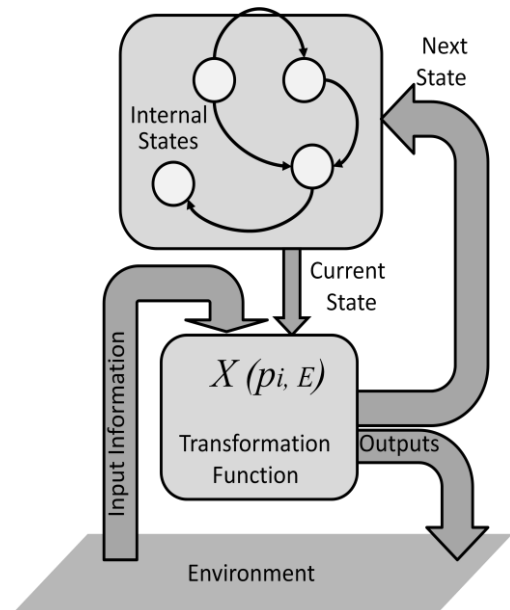 Next
State
Internal
States
Current
State
X (pi, E)
Transformation
Function
Outputs
Input Information
Environment